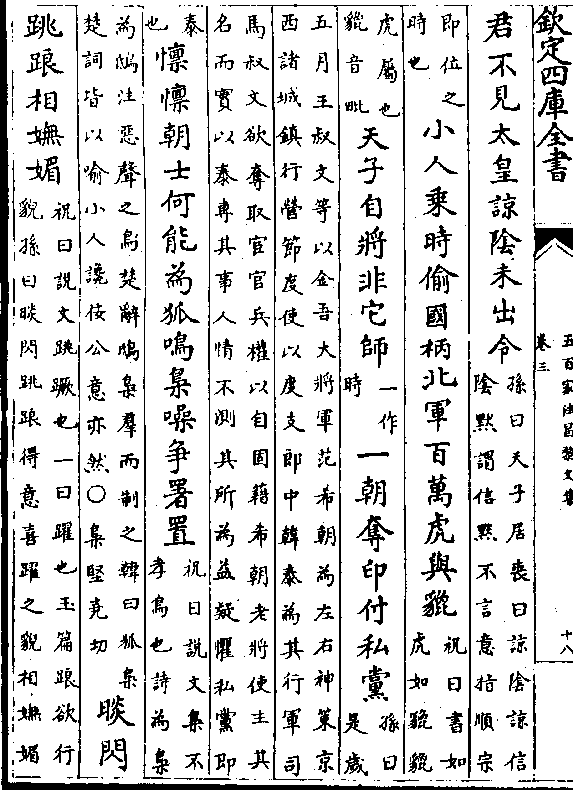 欽定四庫全書
五百家注昌黎文集
卷三
十八
君不見太皇諒陰未出令
孫曰天子居喪曰諒陰諒信
陰默謂信默不言意指順宗
即位之
時也
小人乘時偷國柄北軍百萬虎與貔
祝曰書如
虎如貔貔
虎屬也
貔音毗
天子自將非它師
一作
時
一朝奪印付私黨
孫曰
是歲
五月王叔文等以金吾大將軍范希朝為左右神策京
西諸城鎮行營節度使以度支郎中韓泰為其行軍司
馬叔文欲奪取宦官兵權以自固藉希朝老將使主其
名而實以泰專其事人情不測其所為益疑懼私黨即
泰
也
懍懍朝士何能為狐鳴梟噪爭署置
祝曰説文梟不
孝鳥也詩為梟
為鴟注惡聲之鳥楚辭鴟梟羣而制之韓曰狐梟
楚詞皆以喻小人讒佞公意亦然○梟堅堯切
睒閃
跳踉相嫵媚
祝曰説文跳蹶也一曰躍也玉篇踉欲行
貌孫曰睒閃跳踉得意喜躍之貌相嫵媚